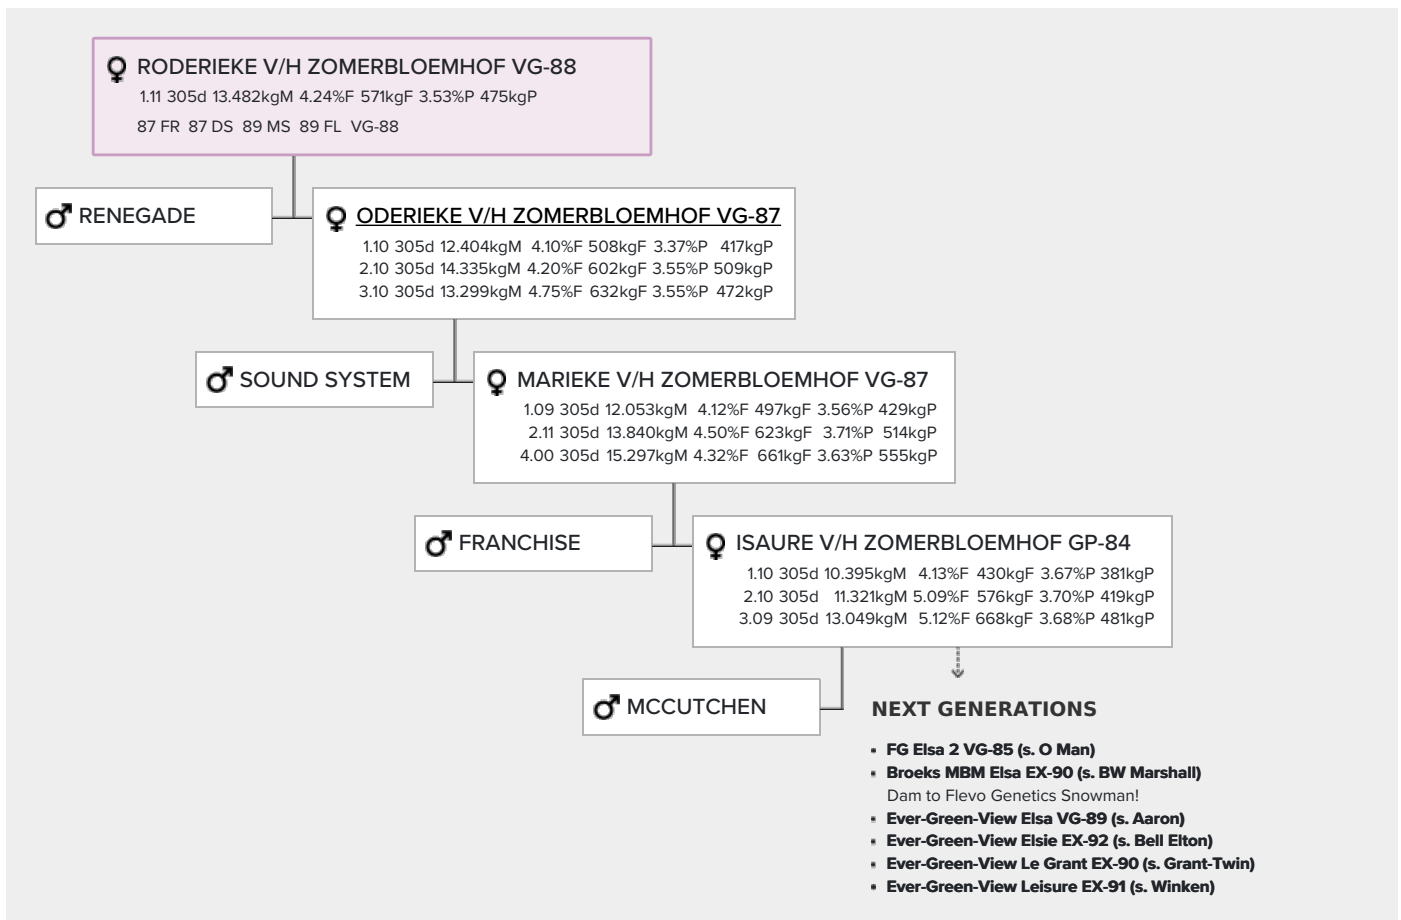 RODERIEKE V/H ZOMERBLOEMHOF VG-88
1.11 305d 13.482kgM 4.24%F 571kgF 3.53%P 475kgP
87 FR 87 DS 89 MS 89 FL VG-88
RENEGADE
ODERIEKE V/H ZOMERBLOEMHOF VG-87
1.10 305d 12.404kgM 4.10%F 508kgF 3.37%P 417kgP
2.10 305d 14.335kgM 4.20%F 602kgF 3.55%P 509kgP
3.10 305d 13.299kgM 4.75%F 632kgF 3.55%P 472kgP
SOUND SYSTEM
MARIEKE V/H ZOMERBLOEMHOF VG-87
1.09 305d 12.053kgM 4.12%F 497kgF 3.56%P 429kgP
2.11 305d 13.840kgM 4.50%F 623kgF 3.71%P 514kgP
4.00 305d 15.297kgM 4.32%F 661kgF 3.63%P 555kgP
FRANCHISE
ISAURE V/H ZOMERBLOEMHOF GP-84
1.10 305d 10.395kgM 4.13%F 430kgF 3.67%P 381kgP
2.10 305d 11.321kgM 5.09%F 576kgF 3.70%P 419kgP
3.09 305d 13.049kgM 5.12%F 668kgF 3.68%P 481kgP
MCCUTCHEN
NEXT GENERATIONS
▪ FG Elsa 2 VG-85 (s. O Man)
▪ Broeks MBM Elsa EX-90 (s. BW Marshall)
Dam to Flevo Genetics Snowman!
▪ Ever-Green-View Elsa VG-89 (s. Aaron)
▪ Ever-Green-View Elsie EX-92 (s. Bell Elton)
▪ Ever-Green-View Le Grant EX-90 (s. Grant-Twin)
▪ Ever-Green-View Leisure EX-91 (s. Winken)